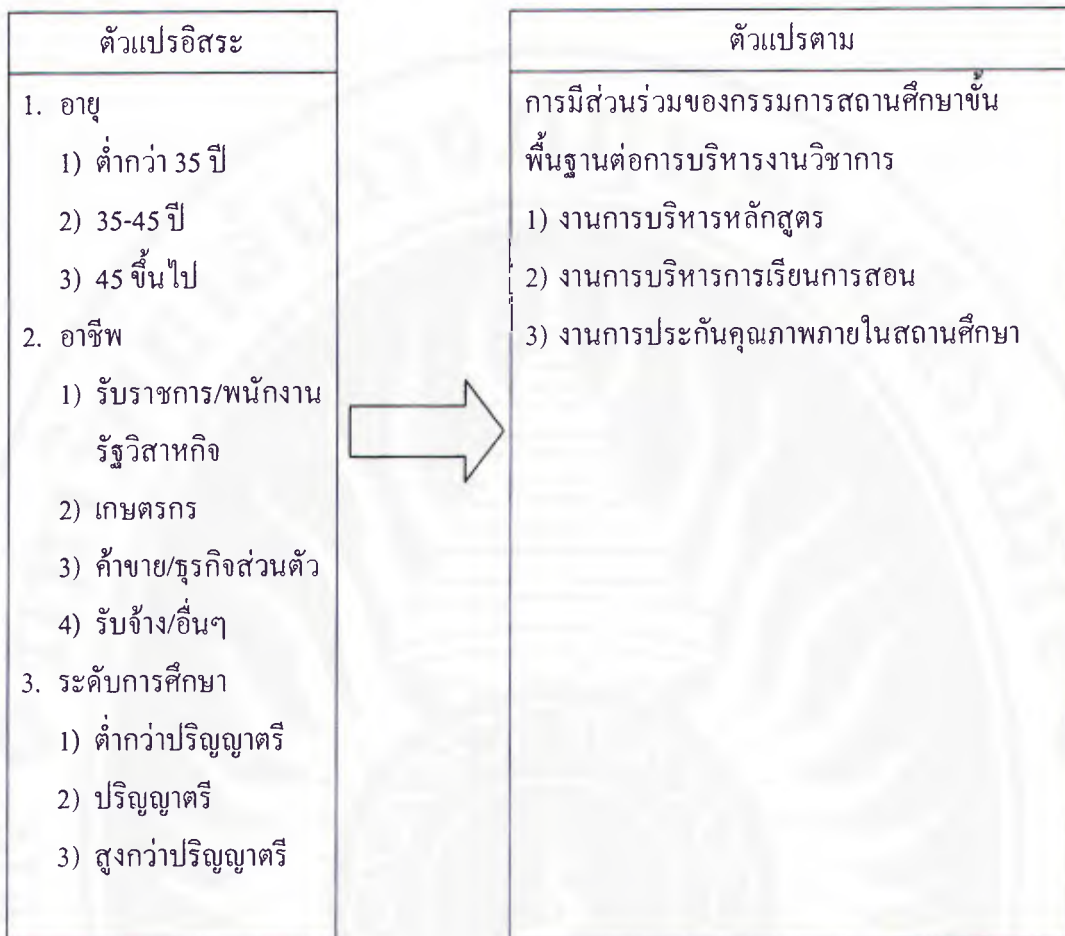 ตัวแปรอิสระ
1. อายุ
1) ต่ำกว่า 35 ปี
2) 35-45 ปี
3) 45 ขึ้นไป
2. อาชีพ
1) รับราชการ/พนักงาน
รัฐวิสาหกิจ
2) เกษตรกร
3) ค้าขาย/ธุรกิจส่วนตัว
4) รับจ้าง/อื่นๆ
3. ระดับการศึกษา
1) ต่ำกว่าปริญญาตรี
2) ปริญญาตรี
3) สูงกว่าปริญญาตรี
ตัวแปรตาม
การมีส่วนร่วมของกรรมการสถานศึกษาขั้น
พื้นฐานต่อการบริหารงานวิชาการ
1) งานการบริหารหลักสูตร
2) งานการบริหารการเรียนการสอน
3) งานการประกันคุณภาพภายในสถานศึกษา